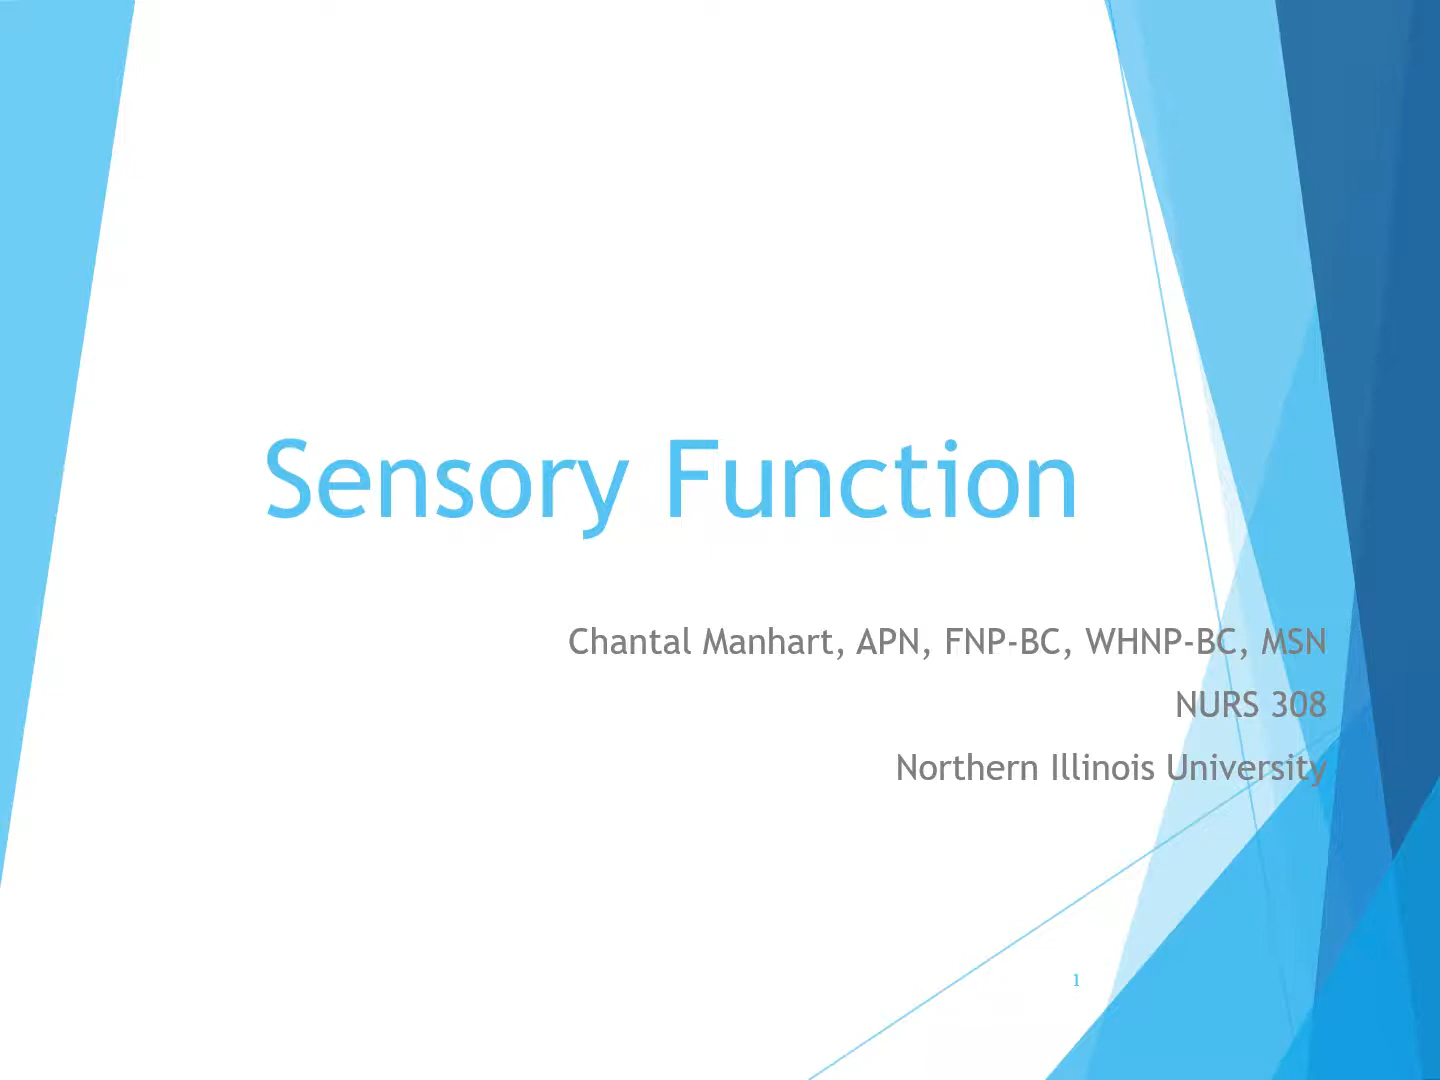 Sensory Function
Chantal Manhart, APN, FNP-BC, WHNP-BC, MSN
NURS 308
Northern Illinois University
1